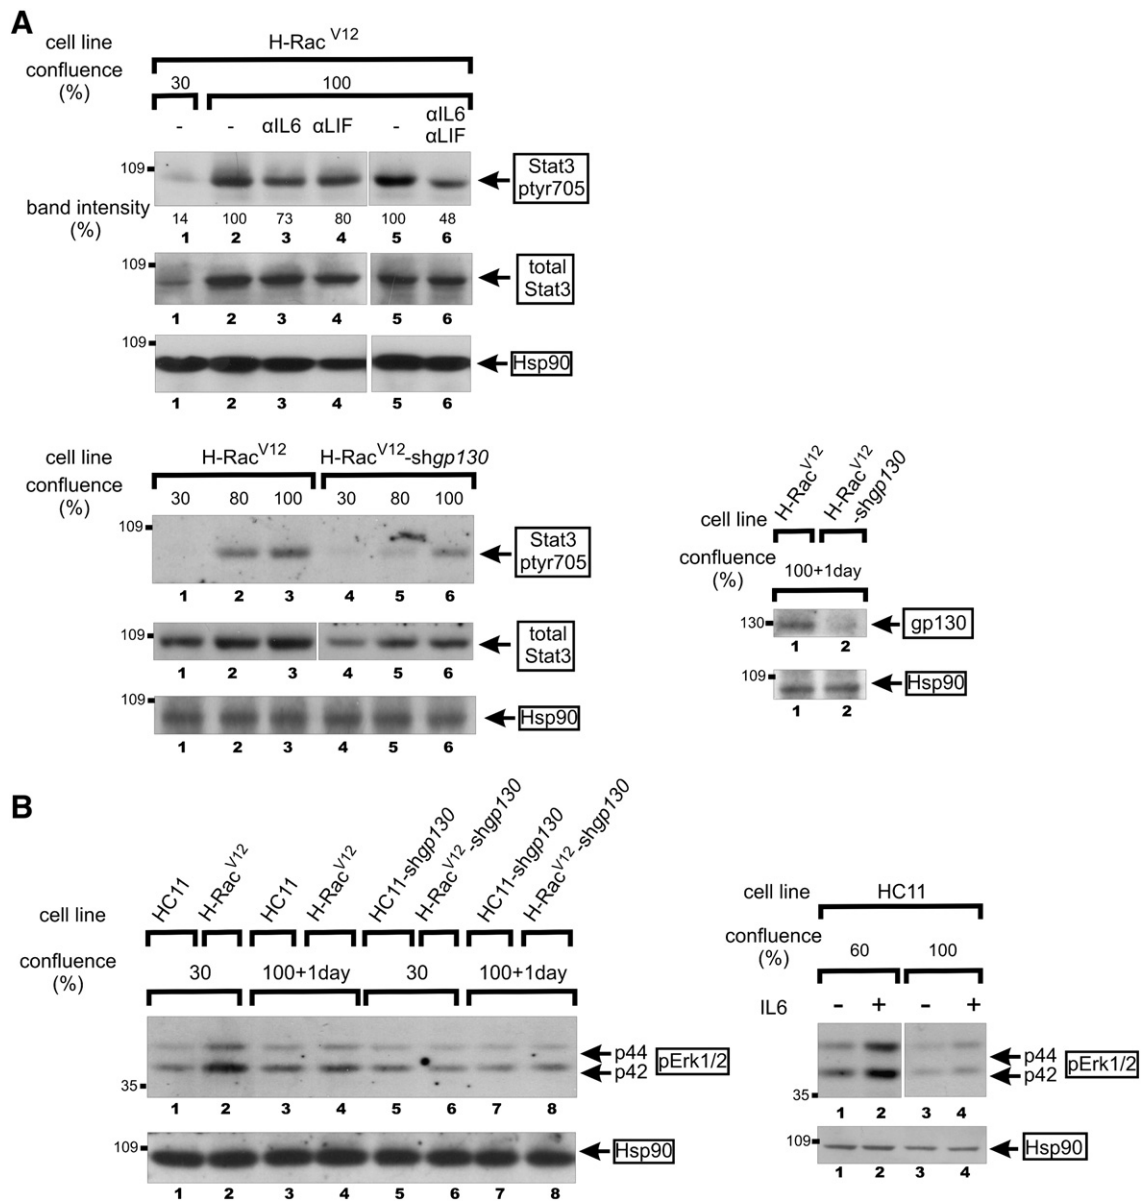 A
cell line
H-Rac V12
confluence
(%)
30
100
- - αIL6 αLIF - αIL6
αLIF
109
Stat3
ptyr705
band intensity
(%)
14 100 73 80 100 48
1 2 3 4 5 6
109
total
Stat3
1 2 3 4 5 6
109
Hsp90
1 2 3 4 5 6
cell line
H-RacV12 H-RacV12-shgp130
confluence
(%)
30 80 100 30 80 100
109
Stat3
ptyr705
1 2 3 4 5 6
109
total
Stat3
1 2 3 4 5 6
109
Hsp90
1 2 3 4 5 6
cell line
H-RacV12
H-RacV12
-shgp130
confluence
(%)
100+1day
130
gp130
1 2
109
Hsp90
1 2
B
cell line
HC11
H-RacV12
HC11
H-RacV12
HC11-shgp130
H-RacV12-shgp130
HC11-shgp130
H-RacV12-shgp130
confluence
(%)
30 100+1day 30 100+1day
p44
p42
pErk1/2
35
1 2 3 4 5 6 7 8
109
Hsp90
1 2 3 4 5 6 7 8
cell line
HC11
confluence
(%)
60 100
IL6 - + - +
p44
p42
pErk1/2
35
1 2 3 4
109
Hsp90
1 2 3 4